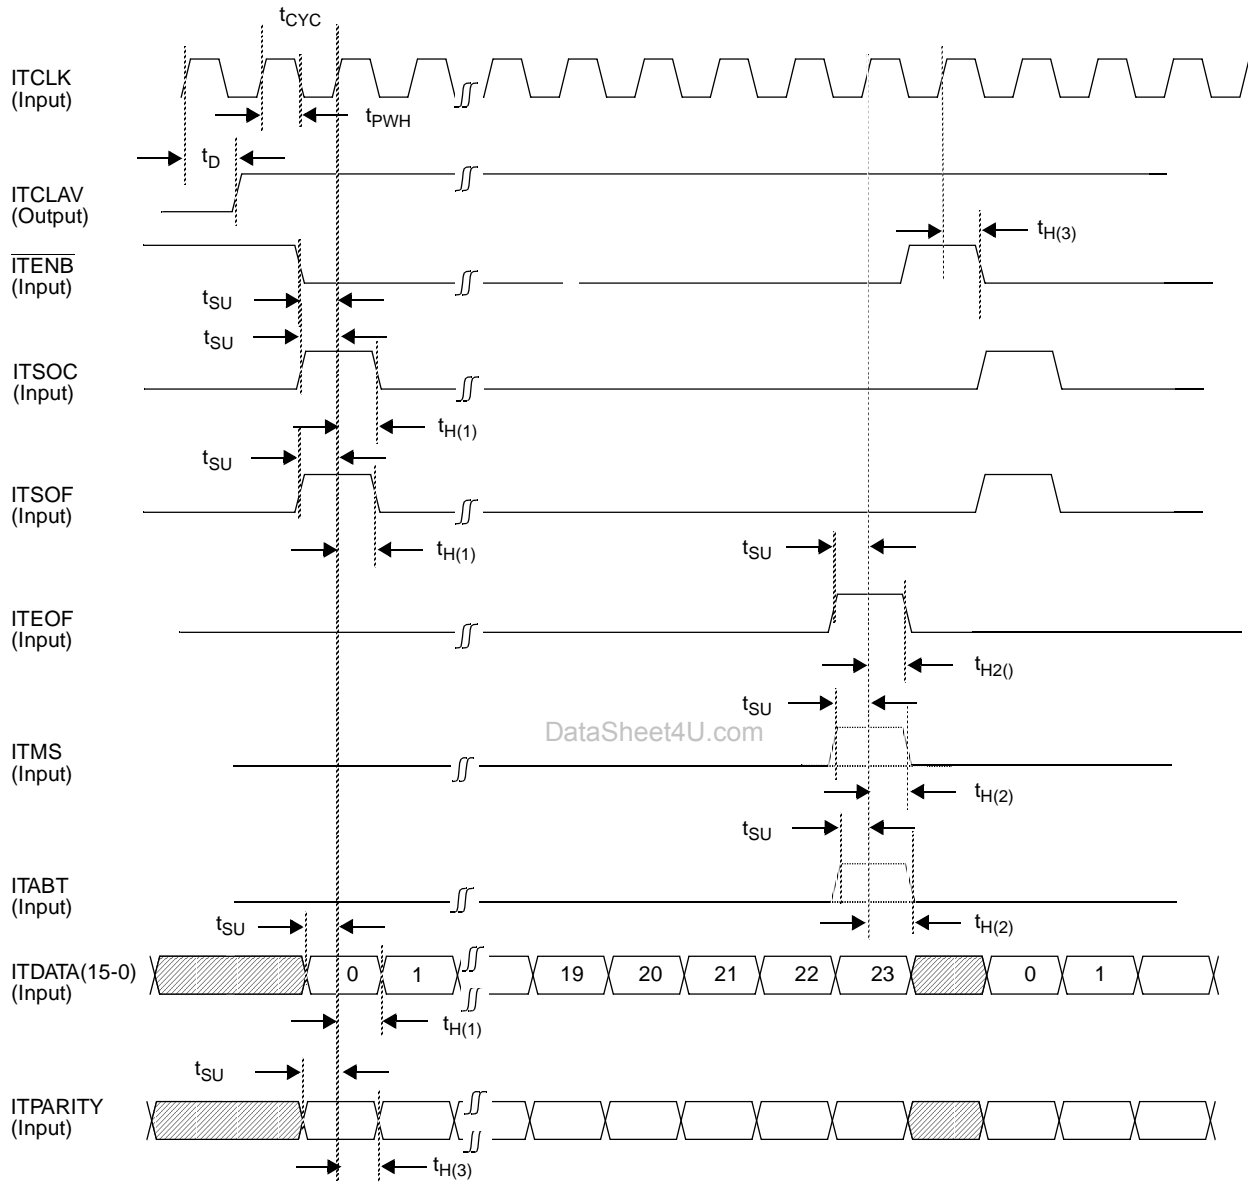 tCYC
ITCLK
(Input)
tPWH
tD
ITCLAV
(Output)
tH(3)
ITENB
(Input)
tSU
tSU
ITSOC
(Input)
tH(1)
tSU
ITSOF
(Input)
tH(1)
tSU
ITEOF
(Input)
tH2()
tSU
DataSheet4U.com
ITMS
(Input)
tH(2)
tSU
ITABT
(Input)
tH(2)
tSU
ITDATA(15-0)
(Input)
0 1 19 20 21 22 23 0 1
tH(1)
tSU
ITPARITY
(Input)
tH(3)